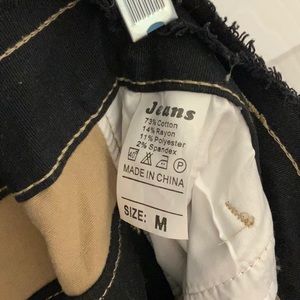 Jeans
73% Cotton
14% Rayon
11% Polyester
2% Spandex
MADE IN CHINA
SIZE: M